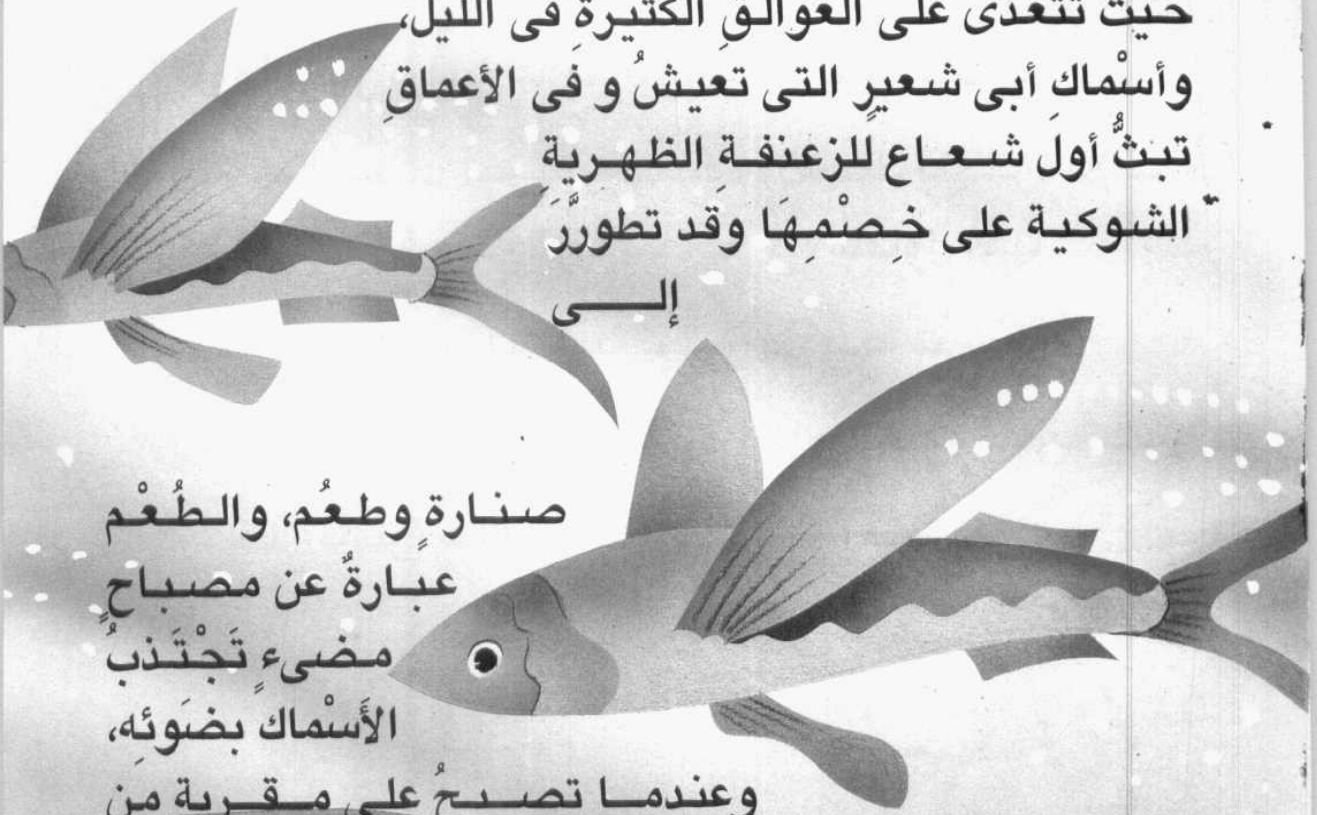 حيث تتغذى على العوالقِ الكثيرةِ فى الليل،
وأسْماكَ أبى شعيرٍ التى تعيشُ و فى الأعماقِ
تبثُّ أولَ شعاع للزعنفةِ الظهريةِ
الشوكية على خِصْمِهَا وقد تطورَّرَ
إلى
صنارةٍ وطعُم، والطُعْم
عبارةٌ عن مصباحٍ
مضىءٍ تَجْتَذبُ
الأَسْماك بضَوئِه،
وعندما تصبحُ على مقربة من